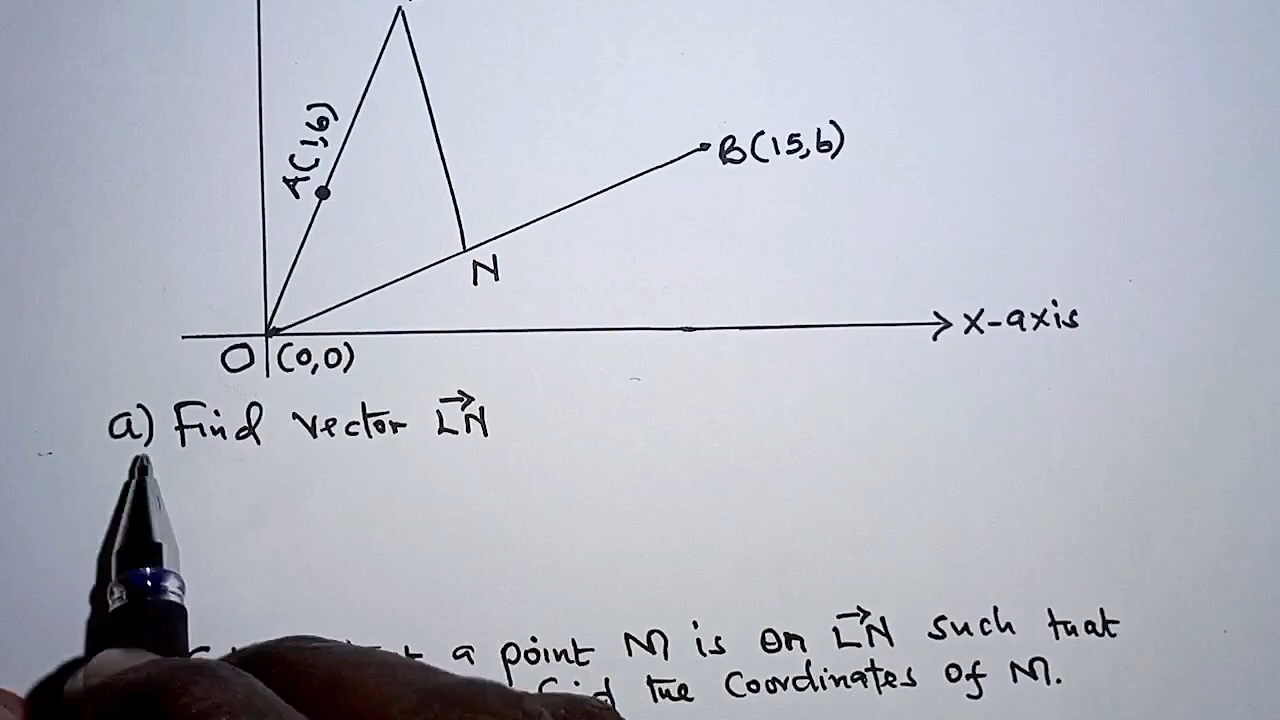 A(1,6)
B(15,6)
N
X-axis
O (0,0)
a) Find vector LN
a point M is on LN such that
the Coordinates of M.